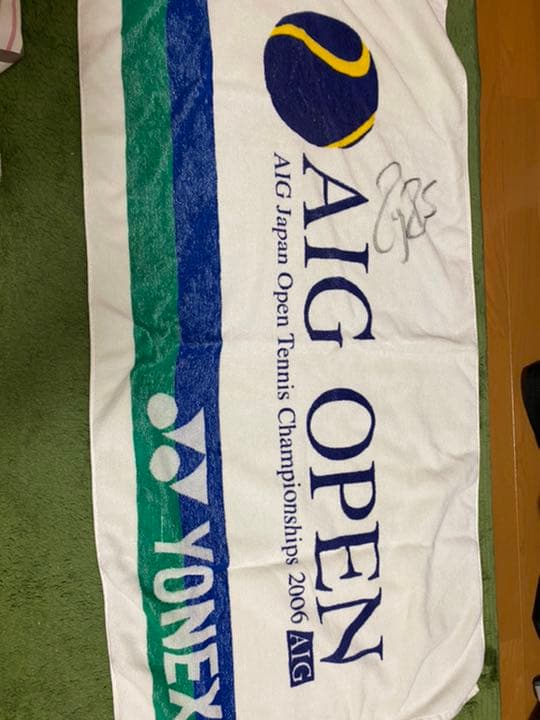 AIG OPEN
AIG Japan Open Tennis Championships 2006 AIG
YONEX